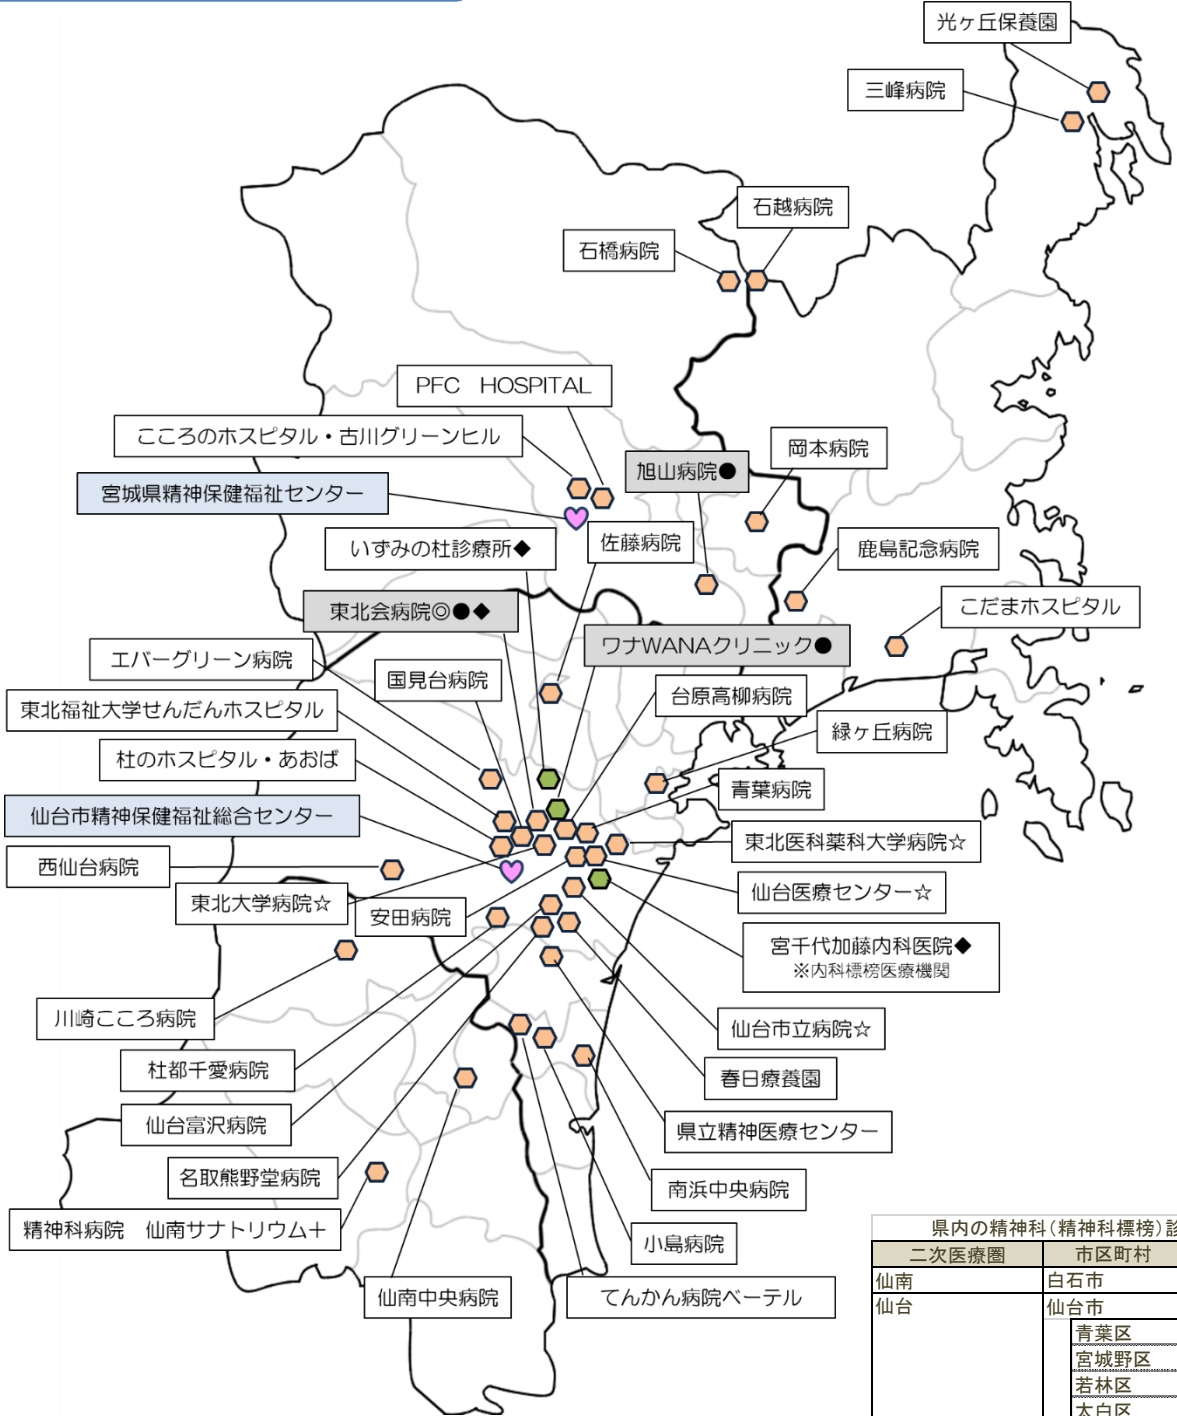 光ヶ丘保養園
三峰病院
石越病院
石橋病院
PFC　HOSPITAL
こころのホスピタル・古川グリーンヒル
岡本病院
旭山病院●
宮城県精神保健福祉センター
いずみの杜診療所◆
佐藤病院
鹿島記念病院
東北会病院◎●◆
こだまホスピタル
ワナWANAクリニック●
エバーグリーン病院
国見台病院
台原高柳病院
東北福祉大学せんだんホスピタル
緑ヶ丘病院
杜のホスピタル・あおば
青葉病院
仙台市精神保健福祉総合センター
東北医科薬科大学病院☆
西仙台病院
仙台医療センター☆
東北大学病院☆
安田病院
宮千代加藤内科医院◆
※内科標榜医療機関
川崎こころ病院
仙台市立病院☆
杜都千愛病院
春日療養園
仙台富沢病院
県立精神医療センター
名取熊野堂病院
南浜中央病院
精神科病院　仙南サナトリウム＋
小島病院
仙南中央病院
てんかん病院ベーテル
県内の精神科（精神科標榜）診
二次医療圏 市区町村
仙南 白石市
仙台 仙台市
青葉区
宮城野区
若林区
太白区